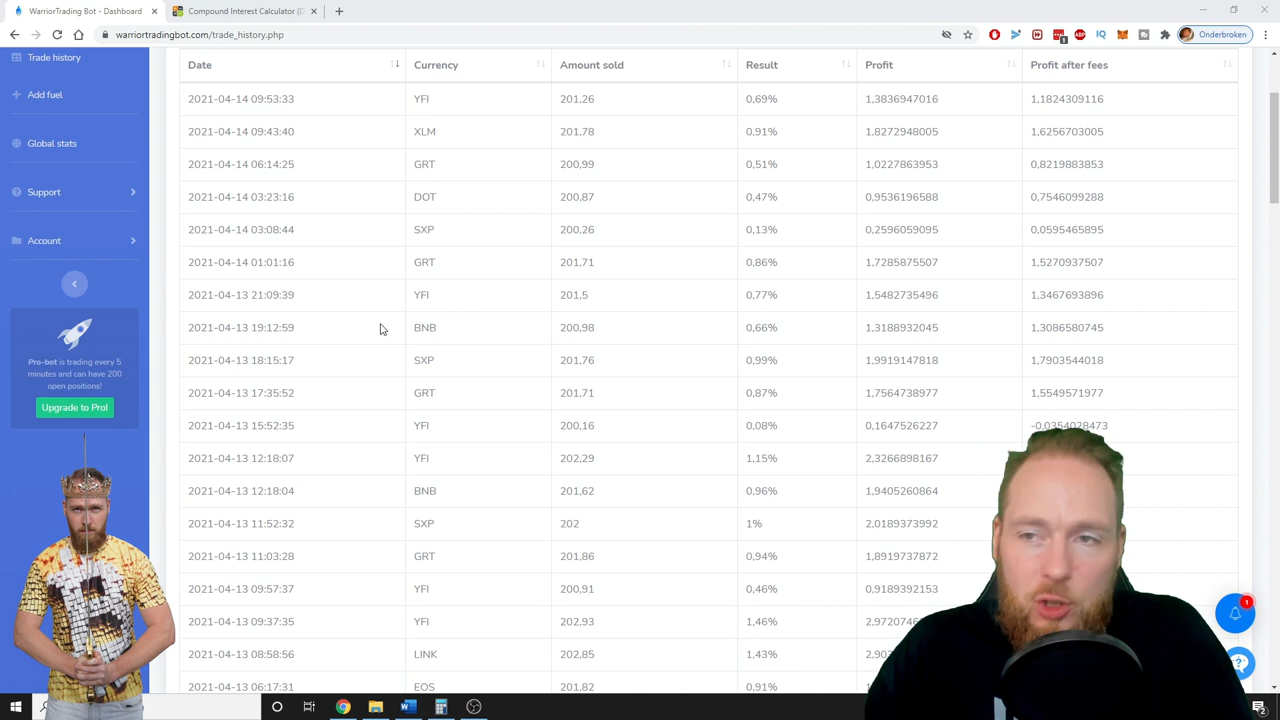 WarriorTrading Bot - Dashboard
Compound Interest Calculator (D
warriortradingbot.com/trade_history.php
1
Onderbroken
Trade history
Add fuel
Global stats
Support
Account
Pro-bot is trading every 5
minutes and can have 200
open positions!
Upgrade to Pro!
Date Currency Amount sold Result Profit Profit after fees
2021-04-14 09:53:33 YFI 201,26 0,69% 1,3836947016 1,1824309116
2021-04-14 09:43:40 XLM 201,78 0,91% 1,8272948005 1,6256703005
2021-04-14 06:14:25 GRT 200,99 0,51% 1,0227863953 0,8219883853
2021-04-14 03:23:16 DOT 200,87 0,47% 0,9536196588 0,7546099288
2021-04-14 03:08:44 SXP 200,26 0,13% 0,2596059095 0,0595465895
2021-04-14 01:01:16 GRT 201,71 0,86% 1,7285875507 1,5270937507
2021-04-13 21:09:39 YFI 201,5 0,77% 1,5482735496 1,3467693896
2021-04-13 19:12:59 BNB 200,98 0,66% 1,3188932045 1,3086580745
2021-04-13 18:15:17 SXP 201,76 0,99% 1,9919147818 1,7903544018
2021-04-13 17:35:52 GRT 201,71 0,87% 1,7564738977 1,5549571977
2021-04-13 15:52:35 YFI 200,16 0,08% 0,1647526227 -0,0354028473
2021-04-13 12:18:07 YFI 202,29 1,15% 2,3266898167
2021-04-13 12:18:04 BNB 201,62 0,96% 1,9405260864
2021-04-13 11:52:32 SXP 202 1% 2,0189373992
2021-04-13 11:03:28 GRT 201,86 0,94% 1,8919737872
2021-04-13 09:57:37 YFI 200,91 0,46% 0,9189392153
2021-04-13 09:37:35 YFI 202,93 1,46%
2021-04-13 08:58:56 LINK 202,85 1,43%
2021-04-13 06:17:31 EOS 201,82 0,91%
1
2